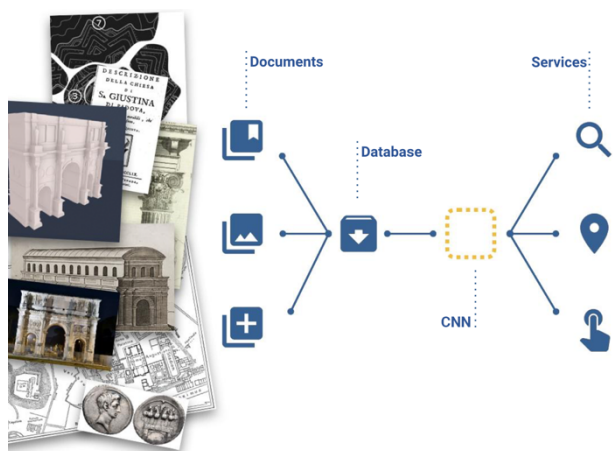 7
3
DESCRIZIONE
DELLA CHIESA
DI
S. GIUSTINA
DI PADOVA,
Documents
Services
Database
CNN